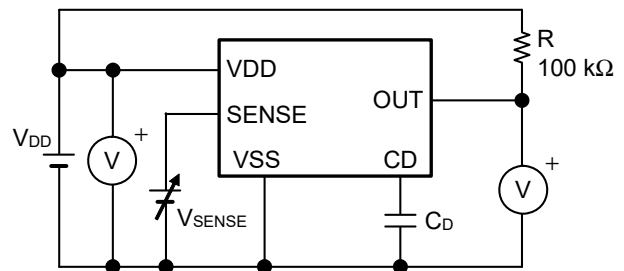 R
100 kΩ
VDD
OUT
SENSE
VDD
V
+
VSS
CD
+
V
VSENSE
CD